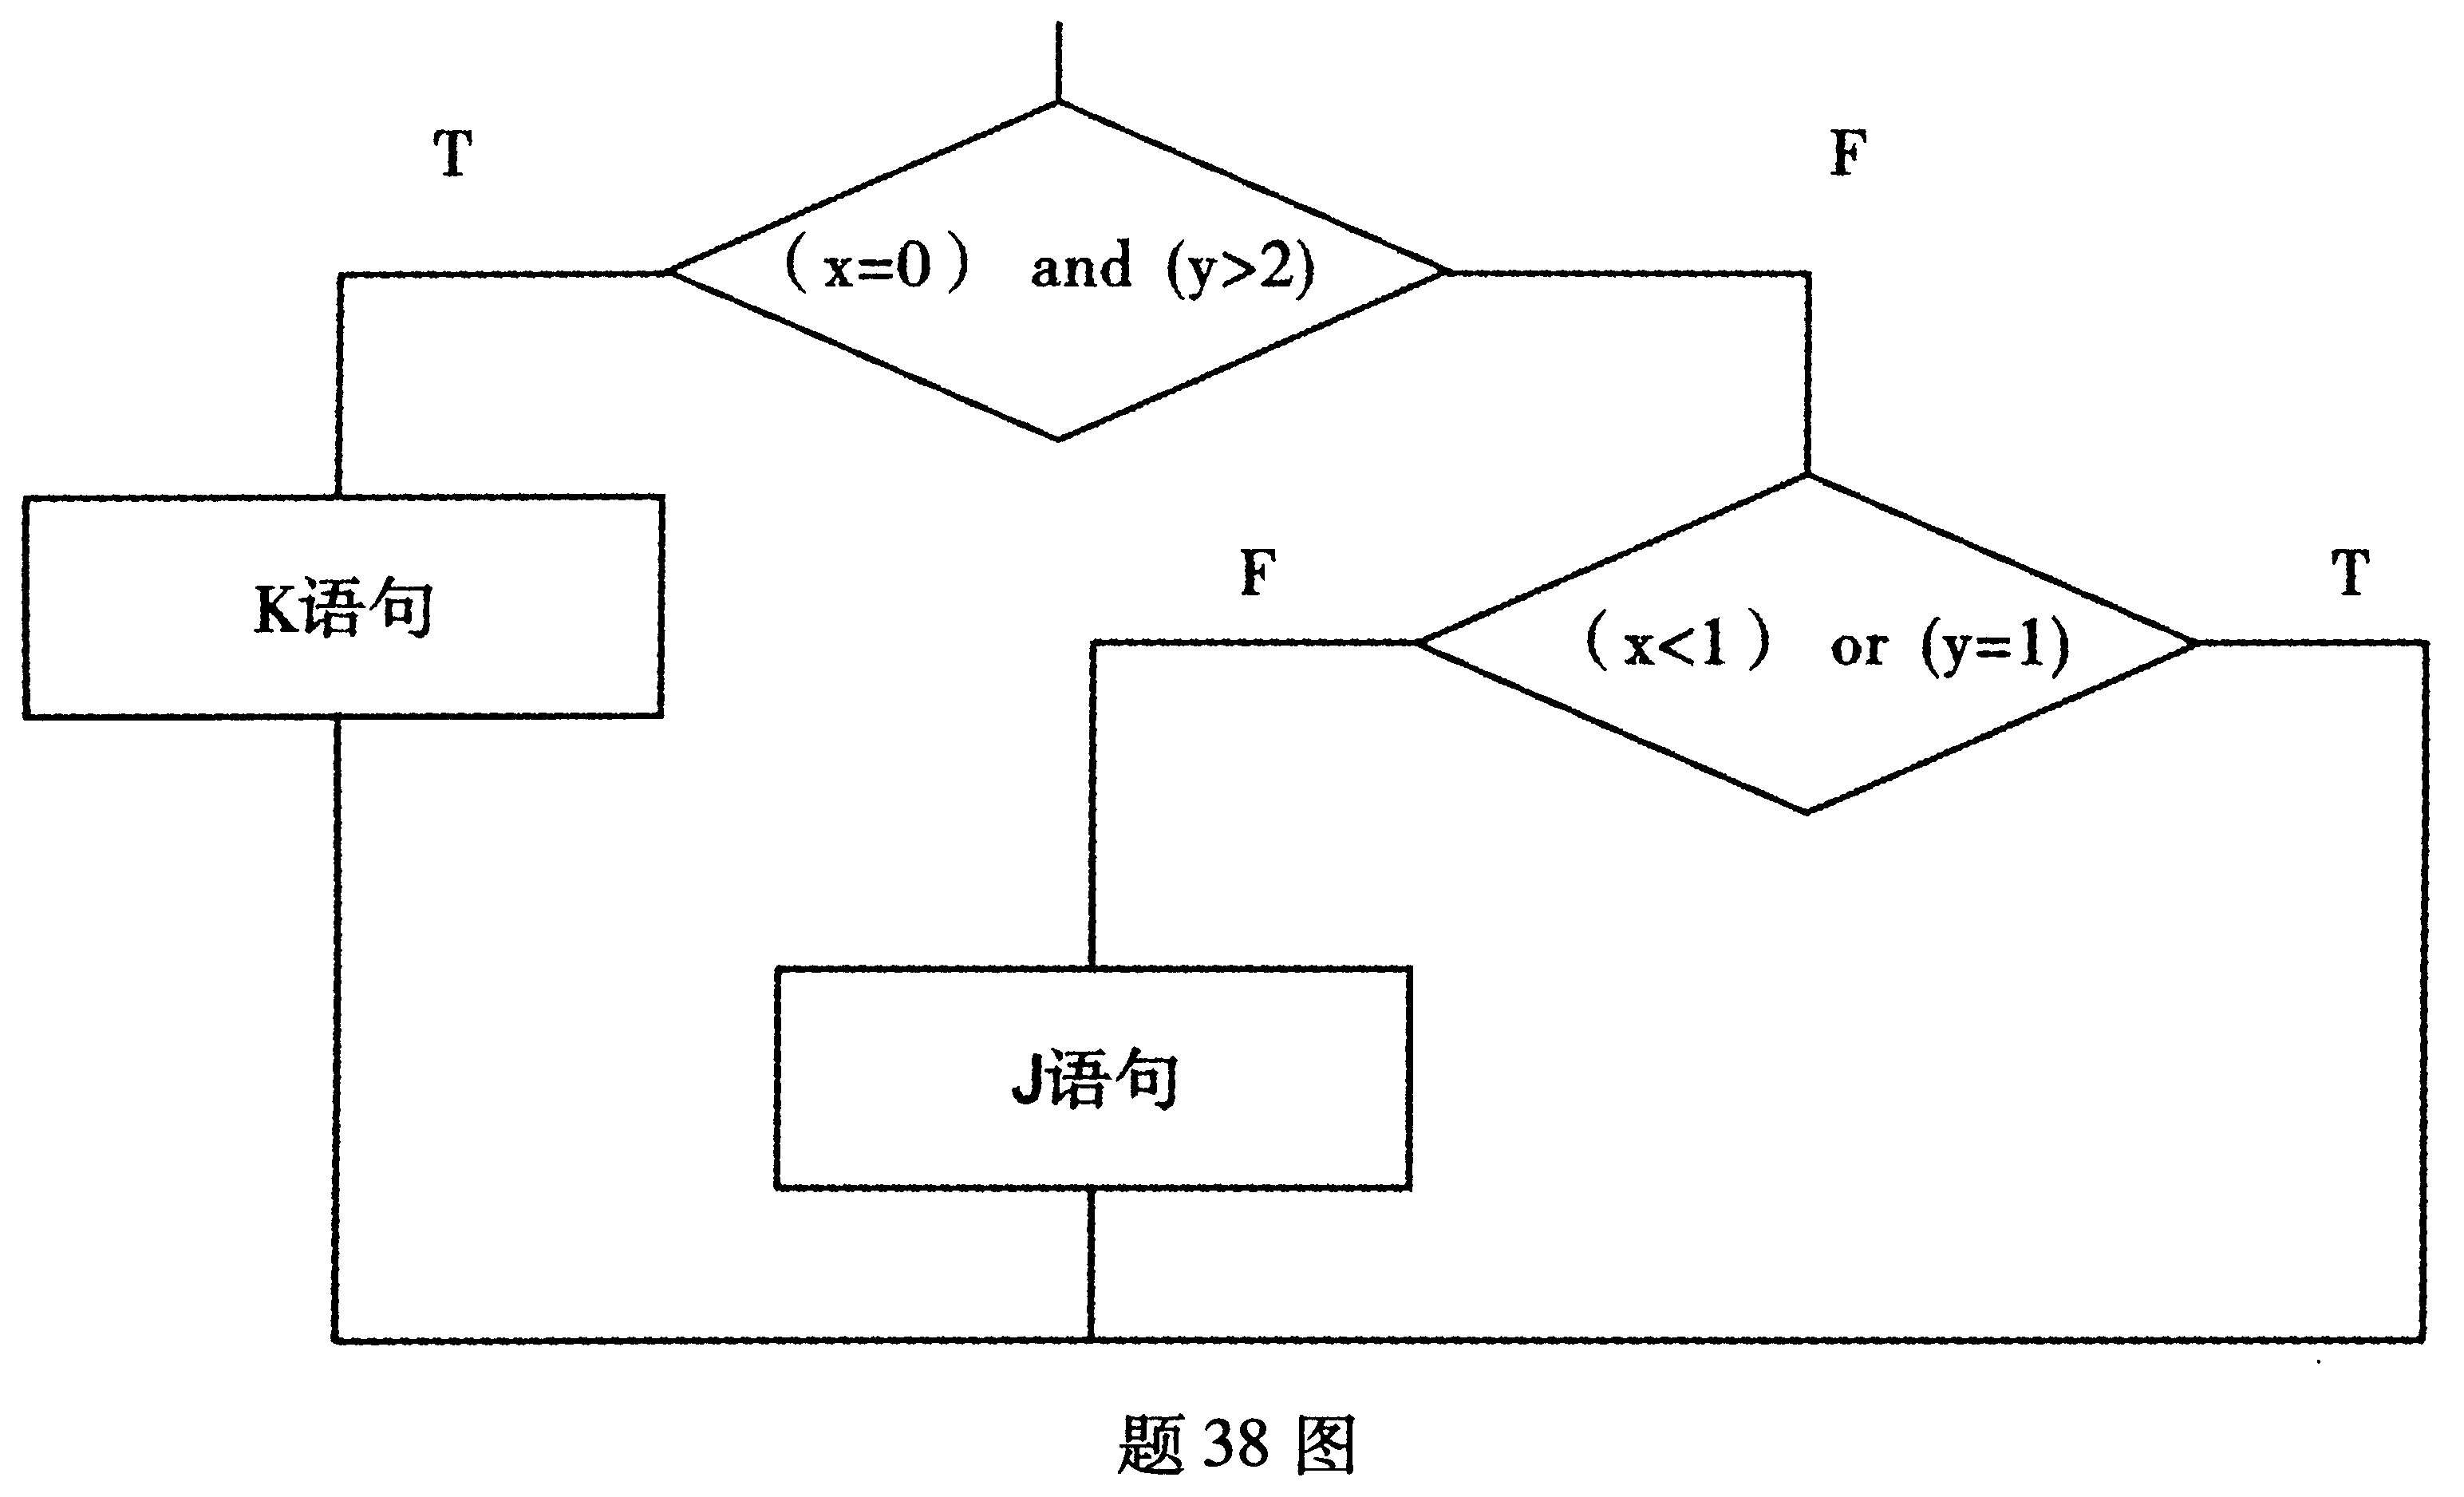 T
F
(x=0) and (y>2)
K语句
F
T
(x<1) or (y=1)
J语句
题 38 图